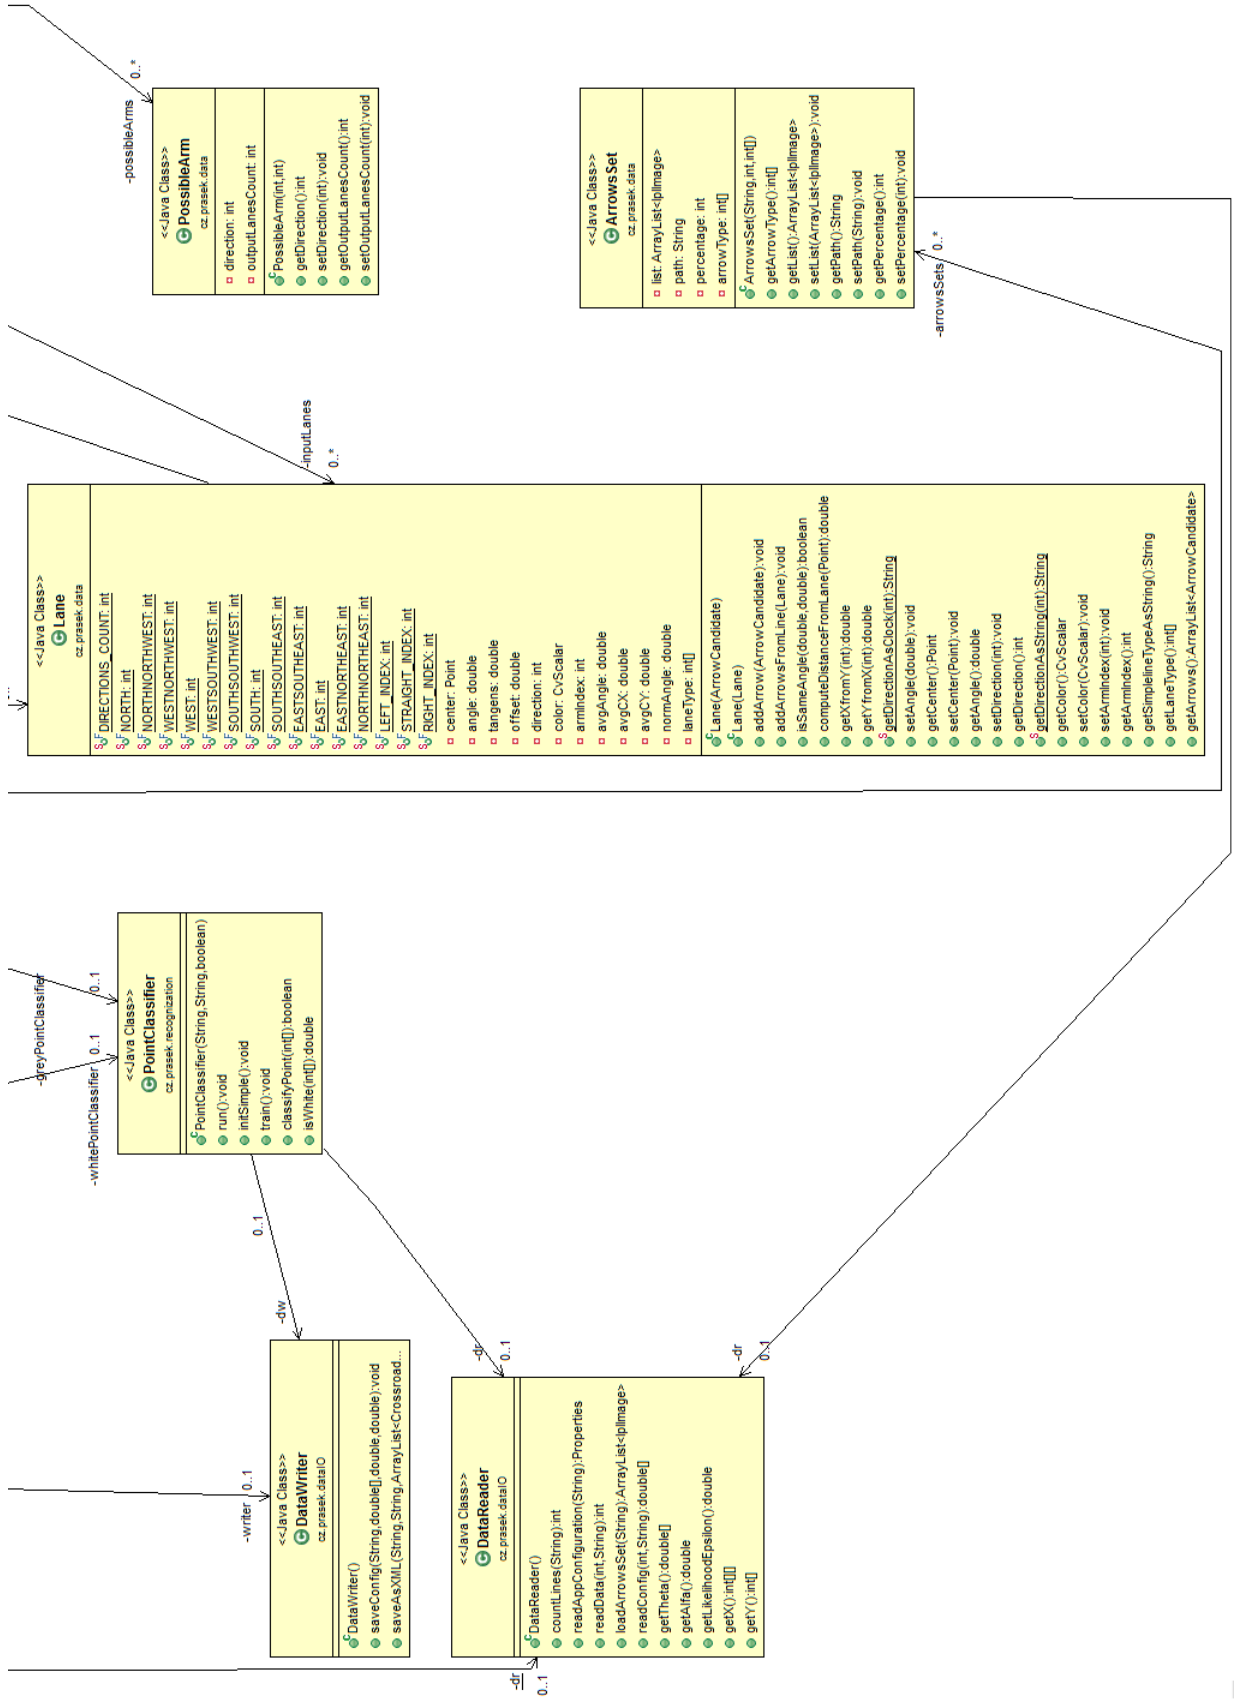 -possibleArms
0..*
<<Java Class>>
PossibleArm
cz.prasek.data
direction: int
outputLanesCount: int
PossibleArm(int,int)
getDirection():int
setDirection(int):void
getOutputLanesCount():int
setOutputLanesCount(int):void
<<Java Class>>
ArrowsSet
cz.prasek.data
list: ArrayList<IplImage>
path: String
percentage: int
arrowType: int[]
ArrowsSet(String,int,int[])
getArrowType():int[]
getList():ArrayList<IplImage>
setList(ArrayList<IplImage>):void
getPath():String
setPath(String):void
getPercentage():int
setPercentage(int):void
-arrowsSets 0..*
-inputLanes
0..*
<<Java Class>>
Lane
cz.prasek.data
DIRECTIONS_COUNT: int
NORTH: int
NORTHNORTHWEST: int
WESTNORTHWEST: int
WEST: int
WESTSOUTHWEST: int
SOUTHSOUTHWEST: int
SOUTH: int
SOUTHSOUTHEAST: int
EASTSOUTHEAST: int
EAST: int
EASTNORTHEAST: int
NORTHNORTHEAST: int
LEFT_INDEX: int
STRAIGHT_INDEX: int
RIGHT_INDEX: int
center: Point
angle: double
tangens: double
offset: double
direction: int
color: CvScalar
armIndex: int
avgAngle: double
avgCX: double
avgCY: double
normAngle: double
laneType: int[]
Lane(ArrowCandidate)
Lane(Lane)
addArrow(ArrowCandidate):void
addArrowsFromLine(Lane):void
isSameAngle(double,double):boolean
computeDistanceFromLane(Point):double
getXfromY(int):double
getYfromX(int):double
getDirectionAsClock(int):String
setAngle(double):void
getCenter():Point
setCenter(Point):void
getAngle():double
setDirection(int):void
getDirection():int
getDirectionAsString(int):String
getColor():CvScalar
setColor(CvScalar):void
setArmIndex(int):void
getArmIndex():int
getSimplelineTypeAsString():String
getLaneType():int[]
getArrows():ArrayList<ArrowCandidate>
-greyPointClassifier
0..1
-whitePointClassifier 0..1
<<Java Class>>
PointClassifier
cz.prasek.recognization
PointClassifier(String,String,boolean)
run():void
initSimple():void
train():void
classifyPoint(int[]):boolean
isWhite(int[]):double
0..1
-dw
-dr
0..1
-dr
0..1
-writer 0..1
<<Java Class>>
DataWriter
cz.prasek.dataIO
DataWriter()
saveConfig(String,double[],double,double):void
saveAsXML(String,String,ArrayList<Crossroad...
<<Java Class>>
DataReader
cz.prasek.dataIO
DataReader()
countLines(String):int
readAppConfiguration(String):Properties
readData(int,String):int
loadArrowsSet(String):ArrayList<IplImage>
readConfig(int,String):double[]
getTheta():double[]
getAlfa():double
getLikelihoodEpsilon():double
getX():int[][]
getY():int[]
-dr
0..1